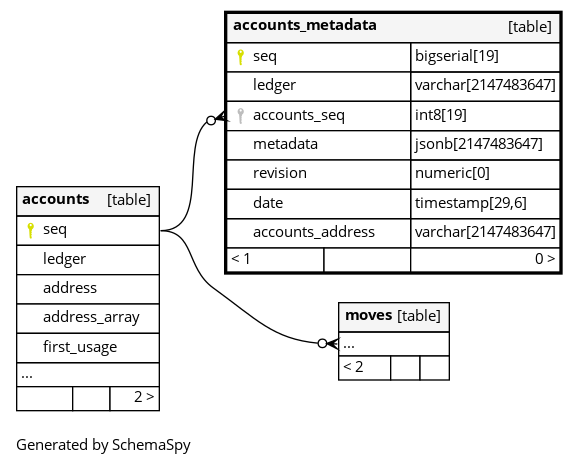 accounts_metadata [table]
seq bigserial[19]
ledger varchar[2147483647]
accounts_seq int8[19]
metadata jsonb[2147483647]
revision numeric[0]
date timestamp[29,6]
accounts_address varchar[2147483647]
< 1 0 >
accounts [table]
seq
ledger
address
address_array
first_usage
...
2 >
moves [table]
...
< 2
Generated by SchemaSpy